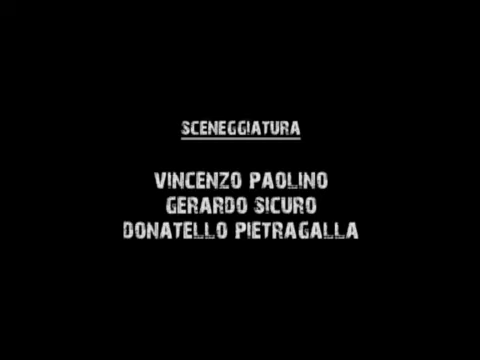 SCENEGGIATURA
VINCENZO PAOLINO
GERARDO SICURO
DONATELLO PIETRAGALLA